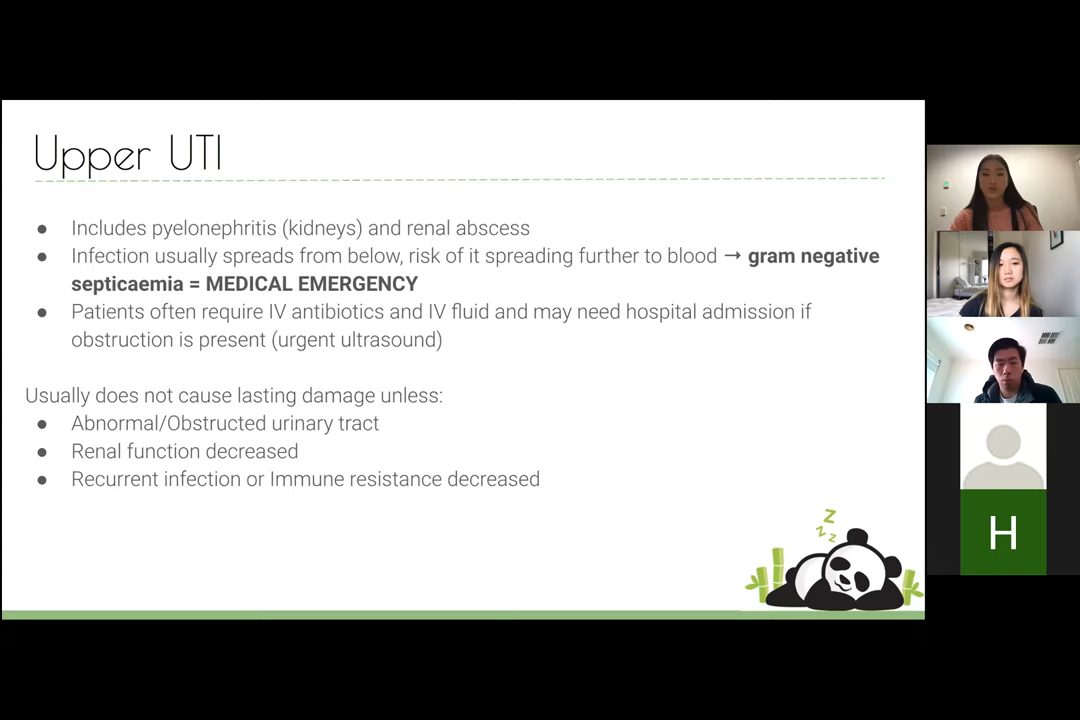 Upper UTI
● Includes pyelonephritis (kidneys) and renal abscess
● Infection usually spreads from below, risk of it spreading further to blood → gram negative
septicaemia = MEDICAL EMERGENCY
● Patients often require IV antibiotics and IV fluid and may need hospital admission if
obstruction is present (urgent ultrasound)
Usually does not cause lasting damage unless:
● Abnormal/Obstructed urinary tract
● Renal function decreased
● Recurrent infection or Immune resistance decreased
z
z
z
H